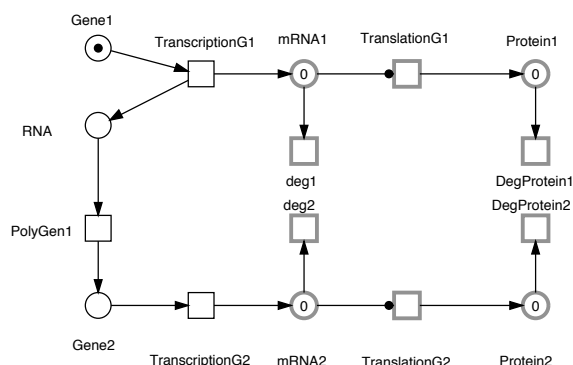 Gene1
TranscriptionG1
mRNA1
TranslationG1
Protein1
0
0
RNA
deg1
DegProtein1
deg2
DegProtein2
PolyGen1
0
0
Gene2
TranscriptionG2
mRNA2
TranslationG2
Protein2